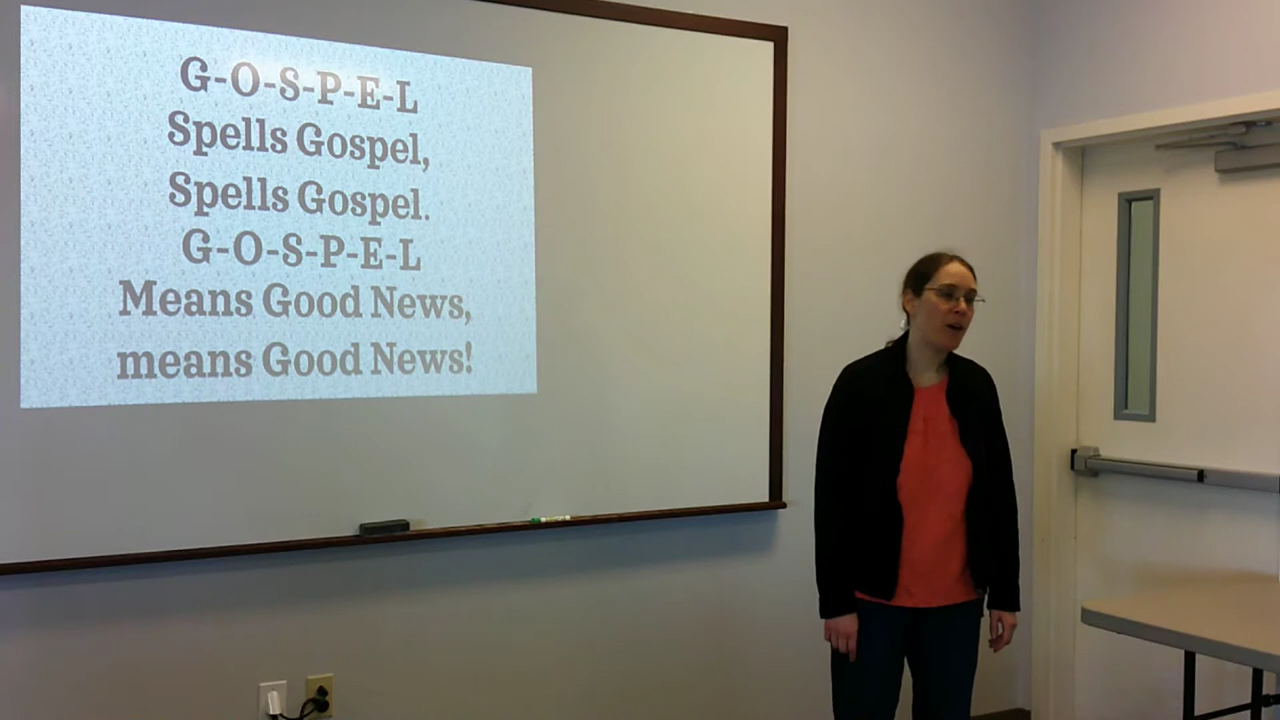 G-O-S-P-E-L
Spells Gospel,
Spells Gospel.
G-O-S-P-E-L
Means Good News,
means Good News!